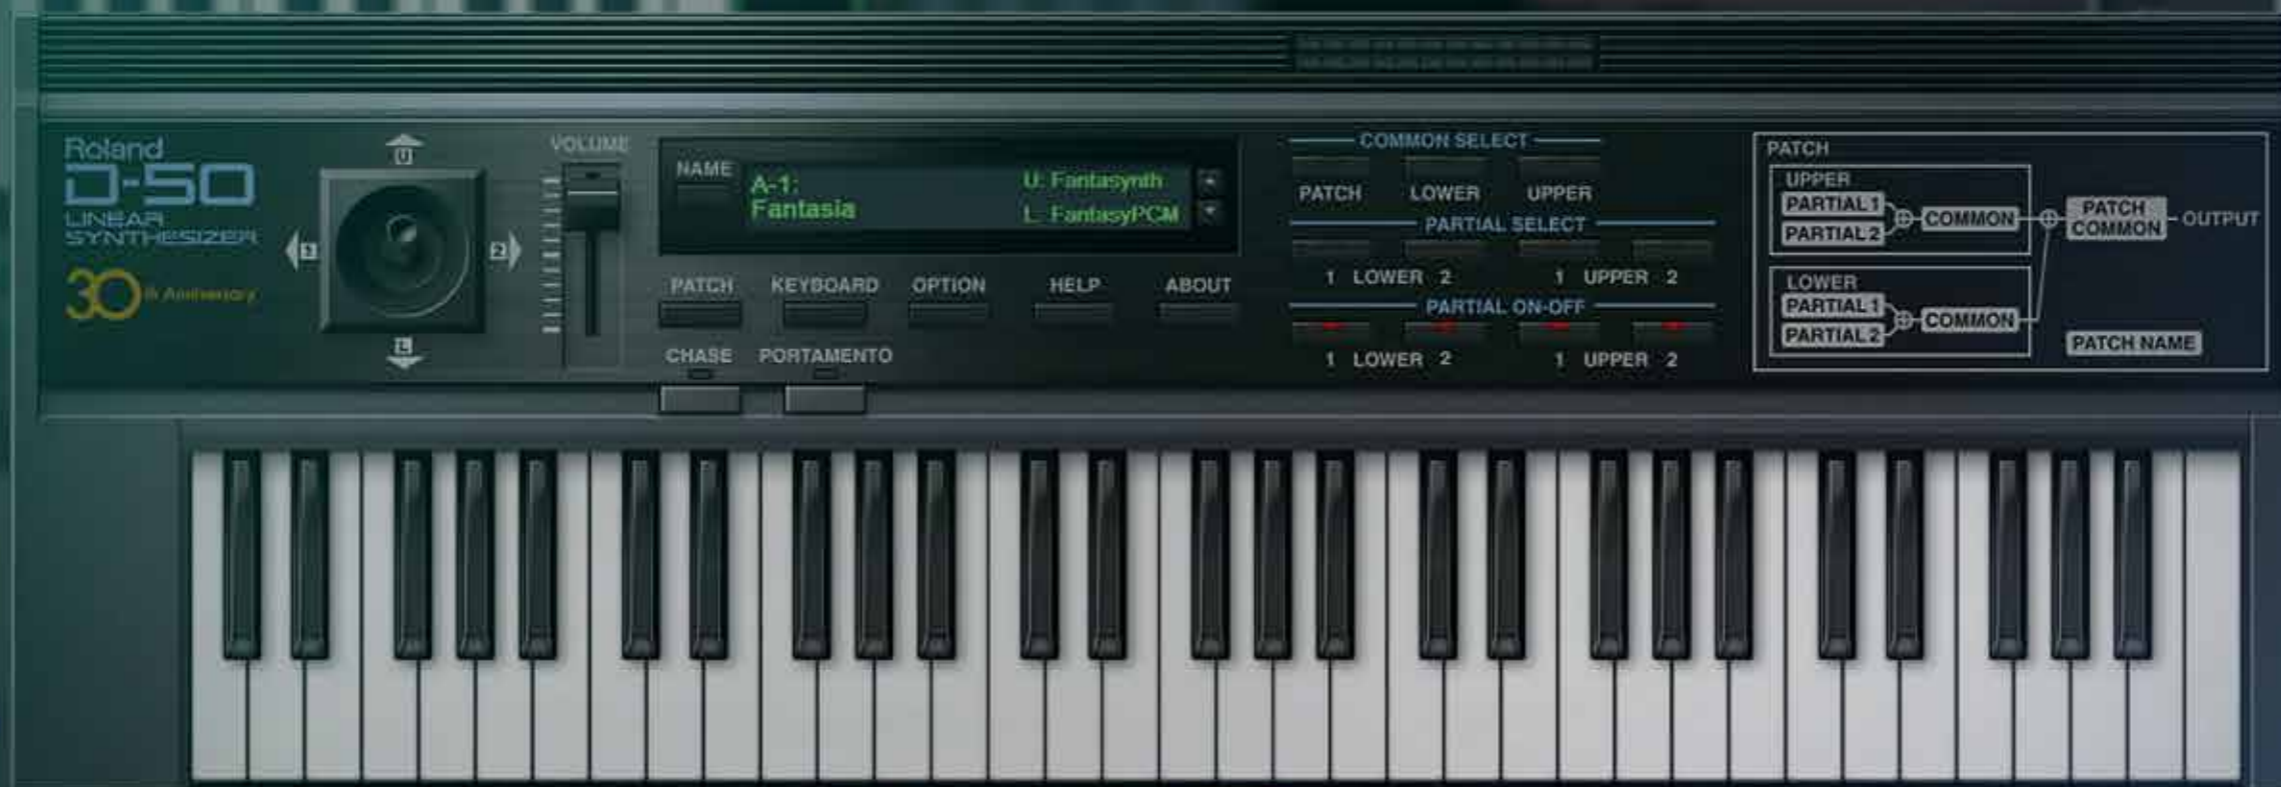 Roland
D-50
LINEAR
SYNTHESIZER
30th Anniversary
U
3
2
L
VOLUME
NAME
A-1:
Fantasia
U: Fantasynth
L: FantasyPCM
PATCH KEYBOARD OPTION HELP ABOUT
CHASE PORTAMENTO
COMMON SELECT
PATCH LOWER UPPER
PARTIAL SELECT
1 LOWER 2 1 UPPER 2
PARTIAL ON-OFF
1 LOWER 2 1 UPPER 2
PATCH
UPPER
PARTIAL 1
PARTIAL 2
COMMON
PATCH
COMMON
OUTPUT
LOWER
PARTIAL 1
PARTIAL 2
COMMON
PATCH NAME